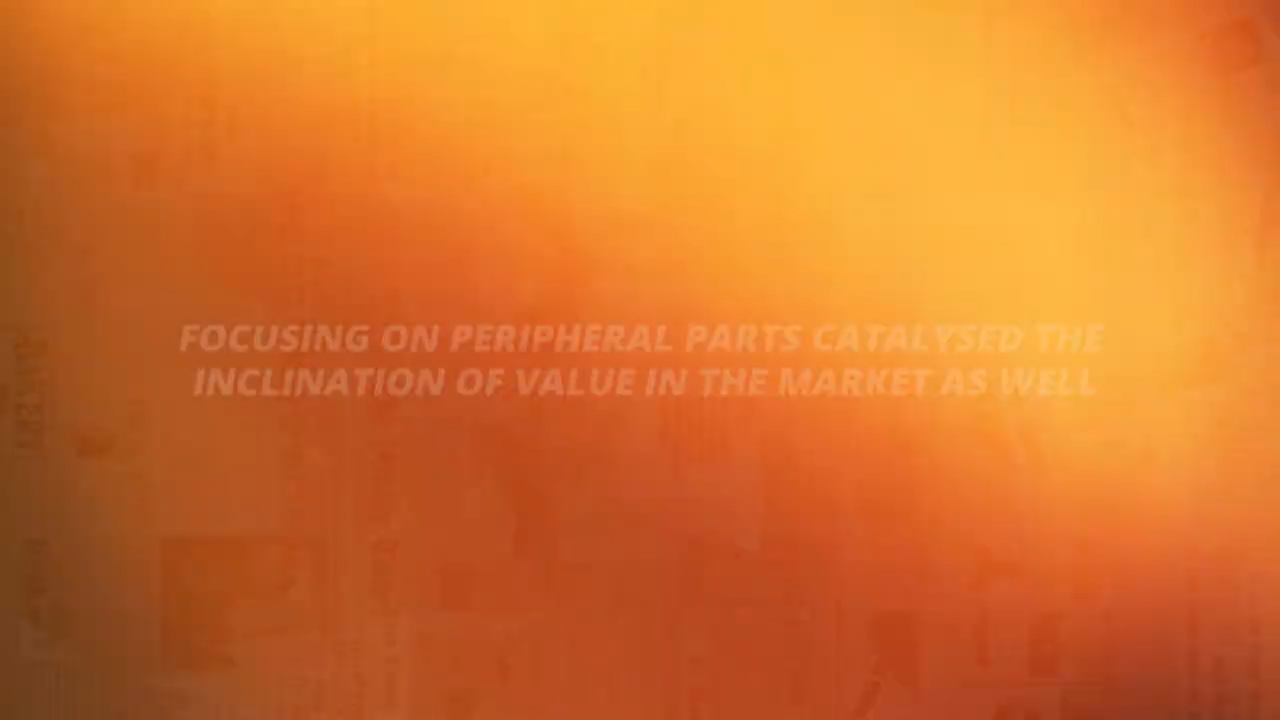 FOCUSING ON PERIPHERAL PARTS CATALYSED THE
INCLINATION OF VALUE IN THE MARKET AS WELL